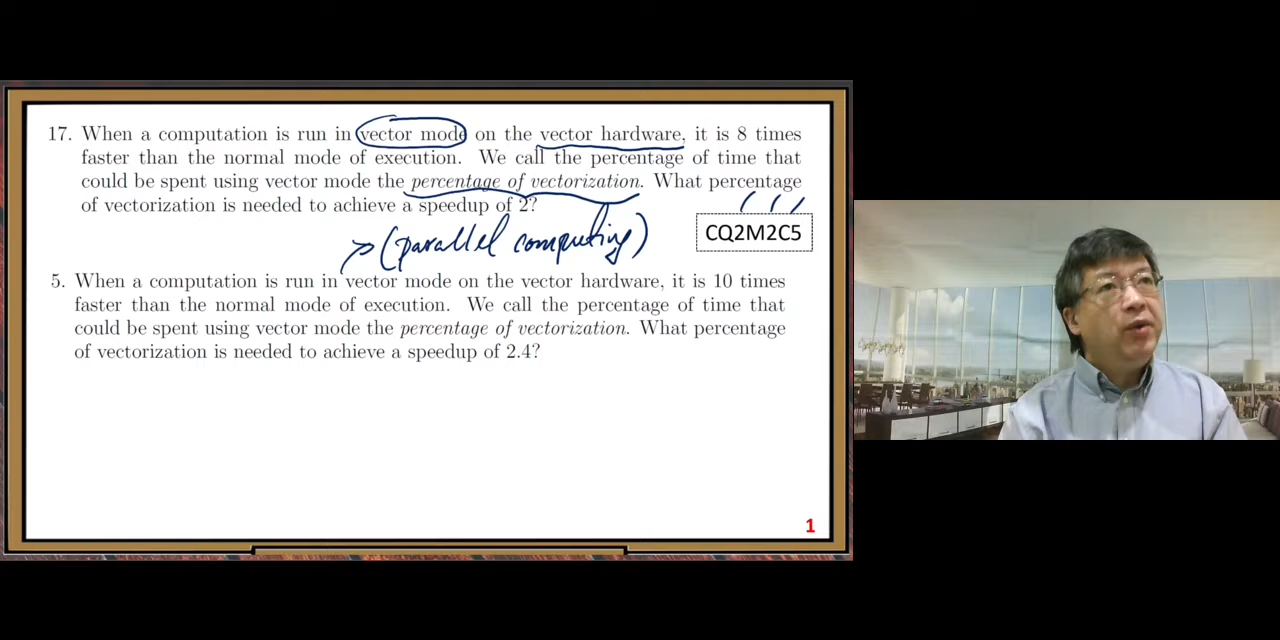 17. When a computation is run in vector mode on the vector hardware, it is 8 times
faster than the normal mode of execution. We call the percentage of time that
could be spent using vector mode the percentage of vectorization. What percentage
of vectorization is needed to achieve a speedup of 2?
CQ2M2C5
(parallel computing)
5. When a computation is run in vector mode on the vector hardware, it is 10 times
faster than the normal mode of execution. We call the percentage of time that
could be spent using vector mode the percentage of vectorization. What percentage
of vectorization is needed to achieve a speedup of 2.4?
1